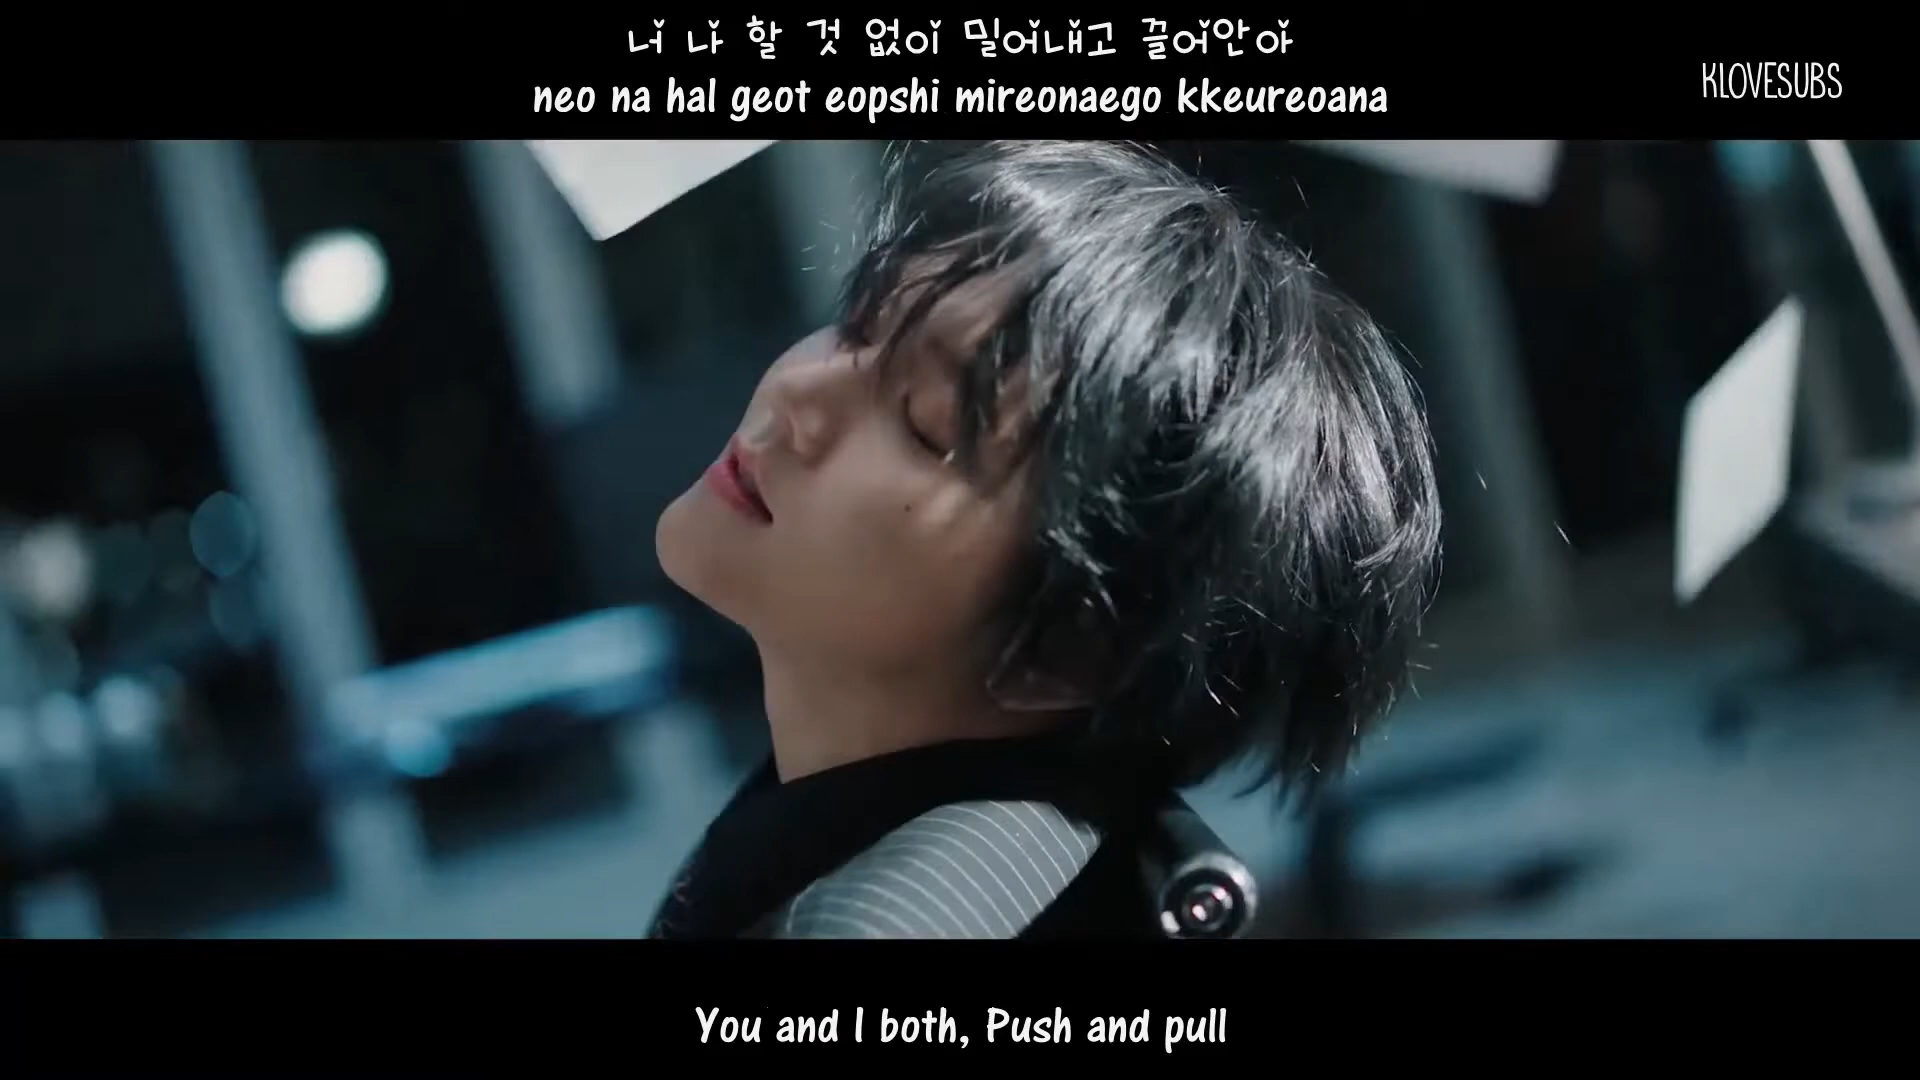 너 나 할 것 없이 밀어내고 끌어안아
neo na hal geot eopshi mireonaego kkeureoana
KLOVESUBS
You and I both, Push and pull